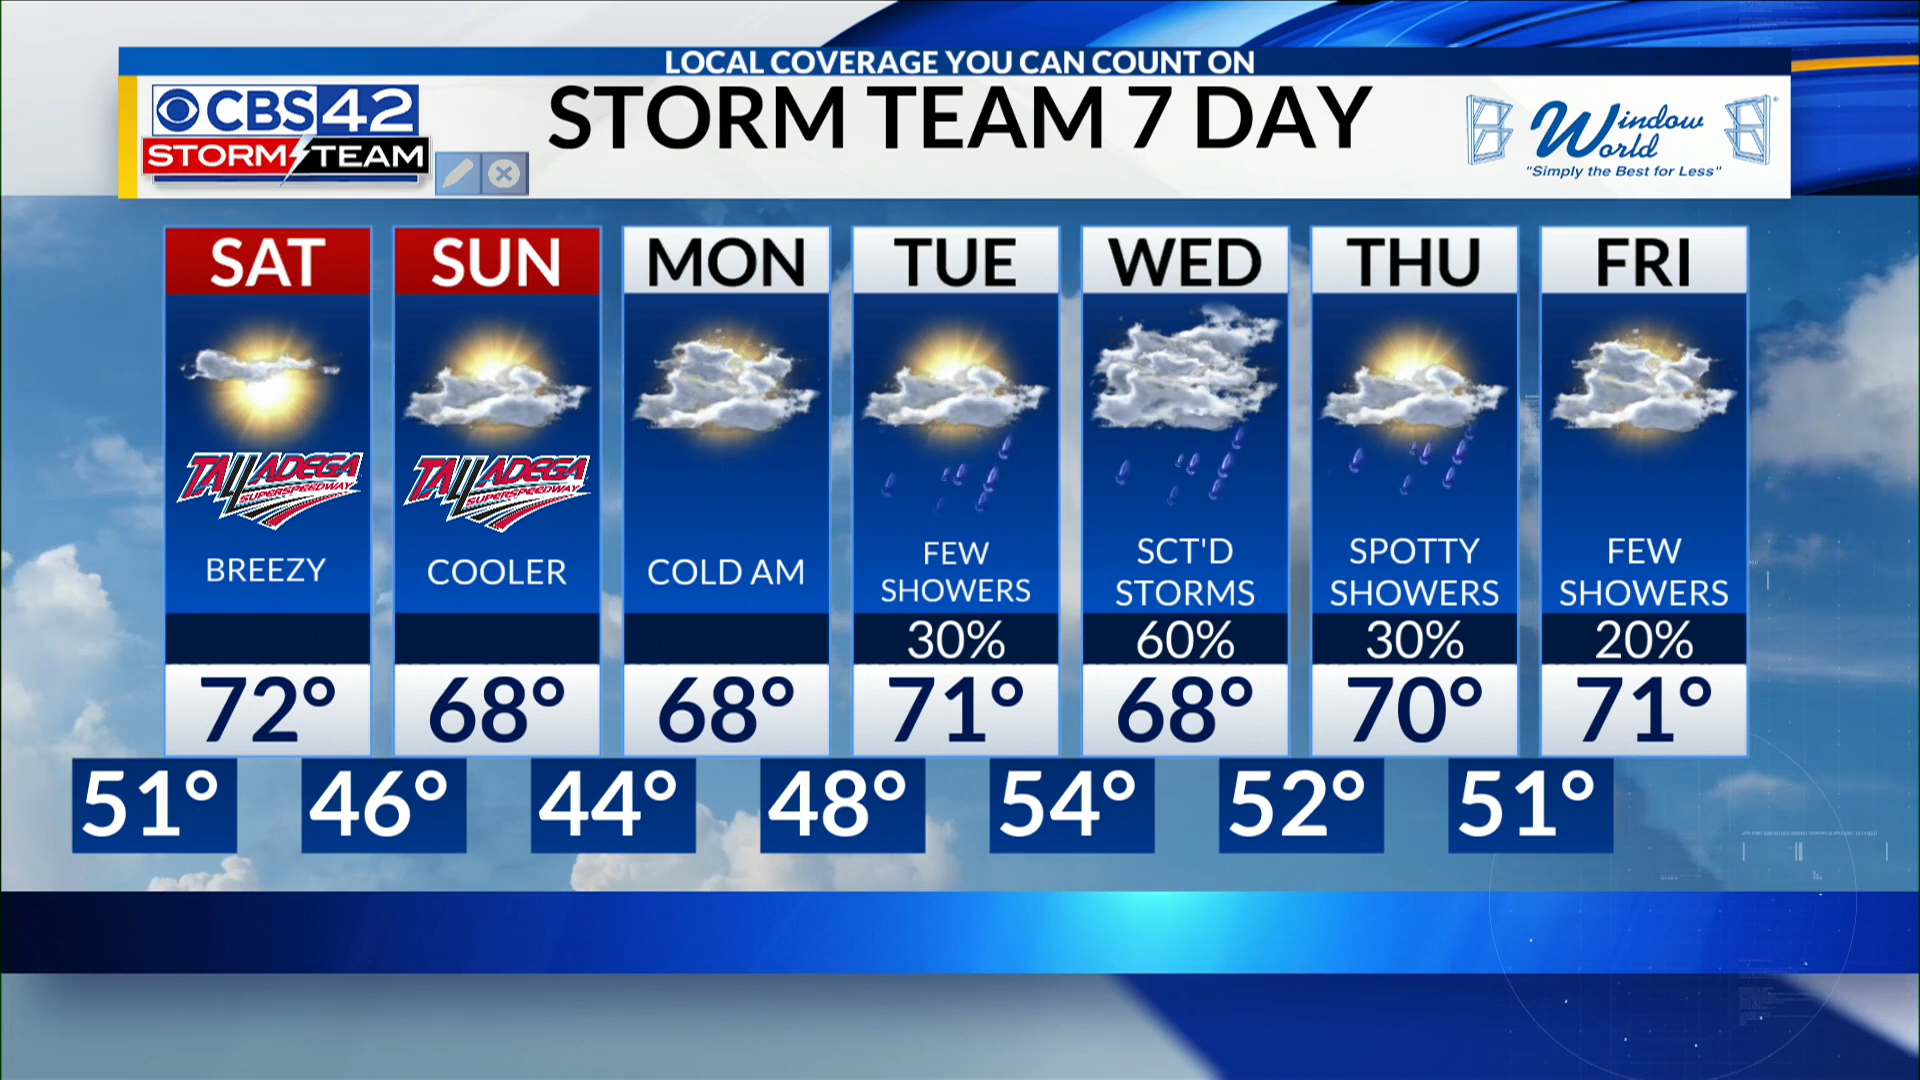 LOCAL COVERAGE YOU CAN COUNT ON
CBS 42
STORM TEAM
STORM TEAM 7 DAY
Window World
"Simply the Best for Less"
SAT SUN MON TUE WED THU FRI
TALLADEGA SUPERSPEEDWAY
TALLADEGA SUPERSPEEDWAY
BREEZY
COOLER
COLD AM
FEW
SHOWERS
SCT'D
STORMS
SPOTTY
SHOWERS
FEW
SHOWERS
30% 60% 30% 20%
72° 68° 68° 71° 68° 70° 71°
51° 46° 44° 48° 54° 52° 51°